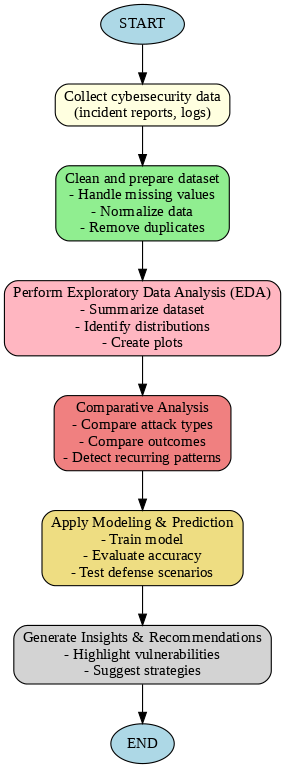 START
Collect cybersecurity data
(incident reports, logs)
Clean and prepare dataset
- Handle missing values
- Normalize data
- Remove duplicates
Perform Exploratory Data Analysis (EDA)
- Summarize dataset
- Identify distributions
- Create plots
Comparative Analysis
- Compare attack types
- Compare outcomes
- Detect recurring patterns
Apply Modeling & Prediction
- Train model
- Evaluate accuracy
- Test defense scenarios
Generate Insights & Recommendations
- Highlight vulnerabilities
- Suggest strategies
END